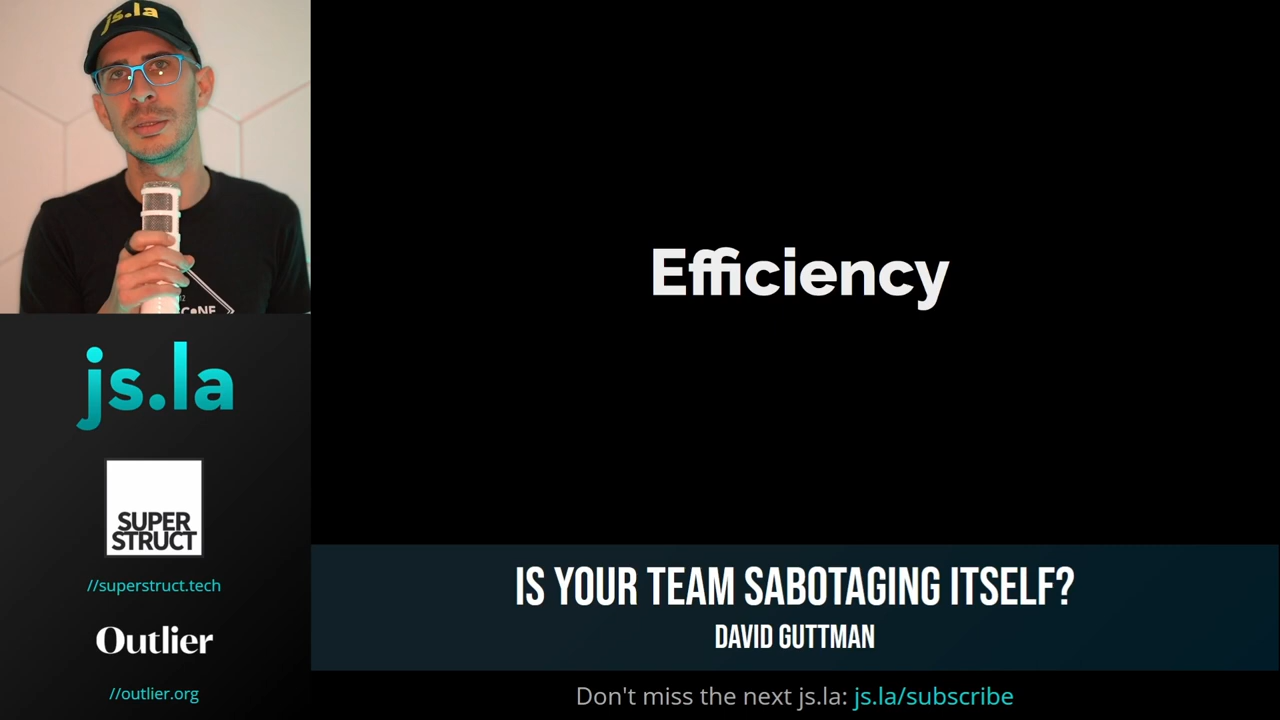 js.la
Efficiency
js.la
SUPER
STRUCT
//superstruct.tech
Outlier
//outlier.org
IS YOUR TEAM SABOTAGING ITSELF?
DAVID GUTTMAN
Don't miss the next js.la: js.la/subscribe